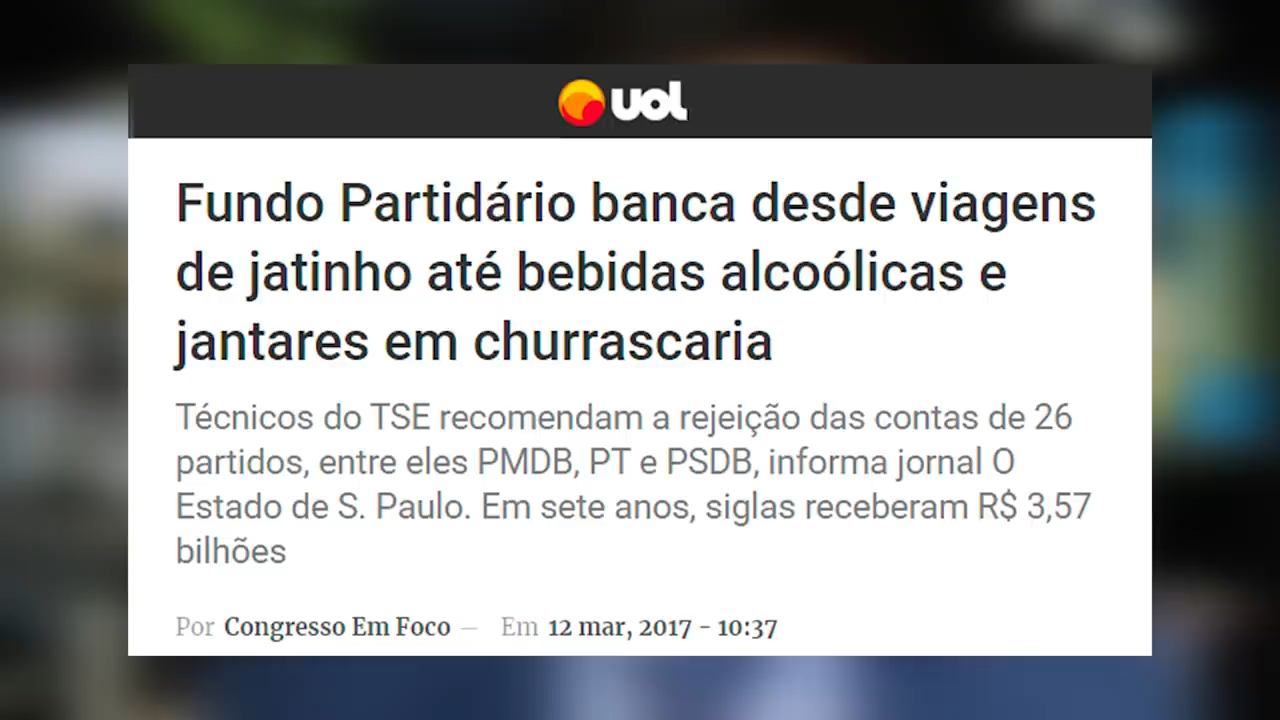 uol
Fundo Partidário banca desde viagens
de jatinho até bebidas alcoólicas e
jantares em churrascaria
Técnicos do TSE recomendam a rejeição das contas de 26
partidos, entre eles PMDB, PT e PSDB, informa jornal O
Estado de S. Paulo. Em sete anos, siglas receberam R$ 3,57
bilhões
Por Congresso Em Foco — Em 12 mar, 2017 - 10:37